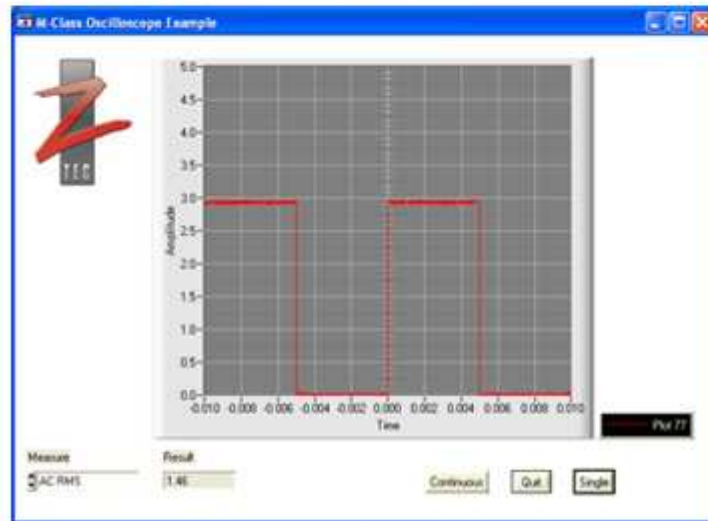 M-Class Oscilloscope Example
Z
TEC
5.0
4.5
4.0
3.5
3.0
2.5
2.0
1.5
1.0
0.5
0.0
Amplitude
-0.010 -0.008 -0.006 -0.004 -0.002 0.000 0.002 0.004 0.006 0.008 0.010
Time
Plot 77
Measure
AC RMS
Result
1.46
Continuous
Quit
Single